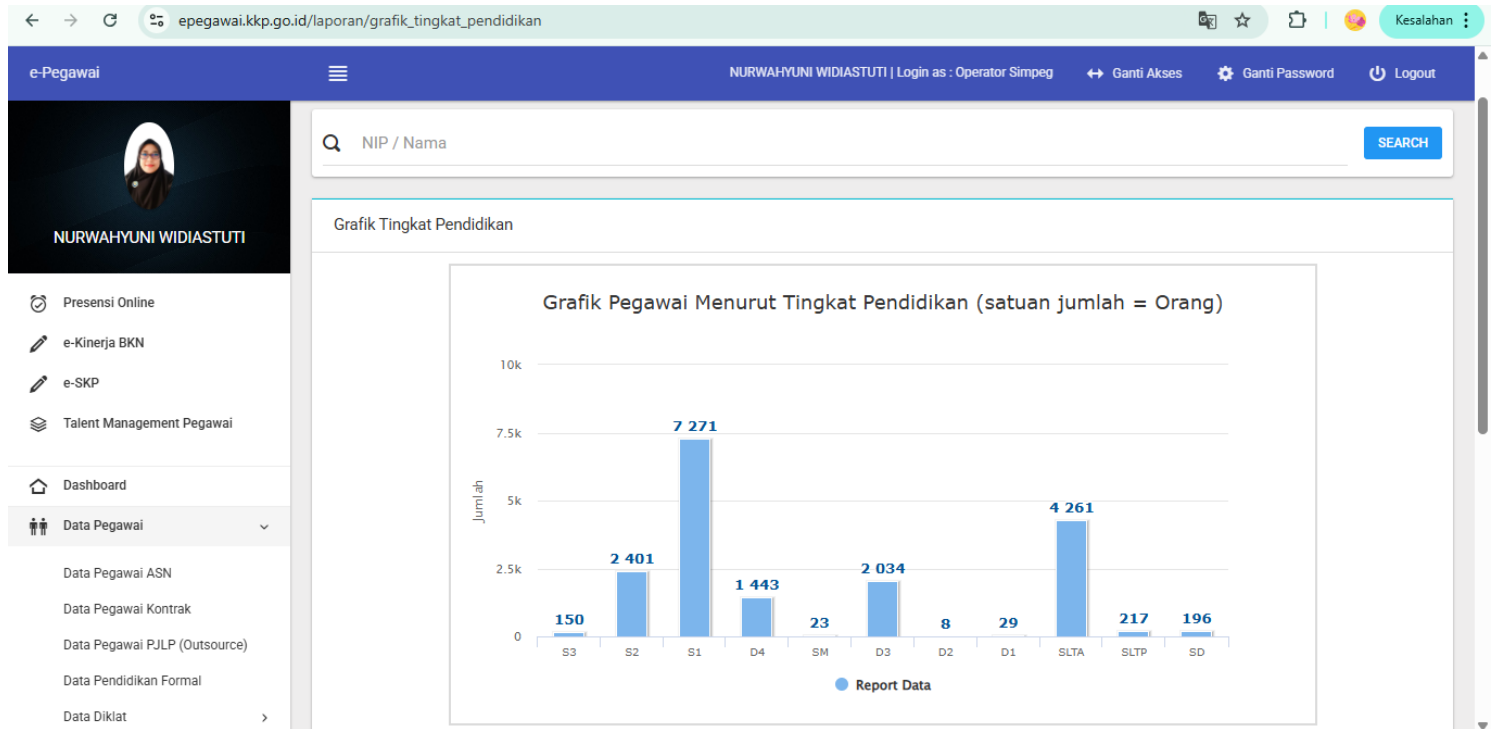 epegawai.kkp.go.id/laporan/grafik_tingkat_pendidikan
Kesalahan
e-Pegawai
NURWAHYUNI WIDIASTUTI | Login as : Operator Simpeg
Ganti Akses
Ganti Password
Logout
NURWAHYUNI WIDIASTUTI
Presensi Online
e-Kinerja BKN
e-SKP
Talent Management Pegawai
Dashboard
Data Pegawai
Data Pegawai ASN
Data Pegawai Kontrak
Data Pegawai PJLP (Outsource)
Data Pendidikan Formal
Data Diklat
NIP / Nama
SEARCH
Grafik Tingkat Pendidikan
Grafik Pegawai Menurut Tingkat Pendidikan (satuan jumlah = Orang)
Jumlah
10k
7.5k
5k
2.5k
0
150
2 401
7 271
1 443
23
2 034
8
29
4 261
217
196
S3
S2
S1
D4
SM
D3
D2
D1
SLTA
SLTP
SD
Report Data